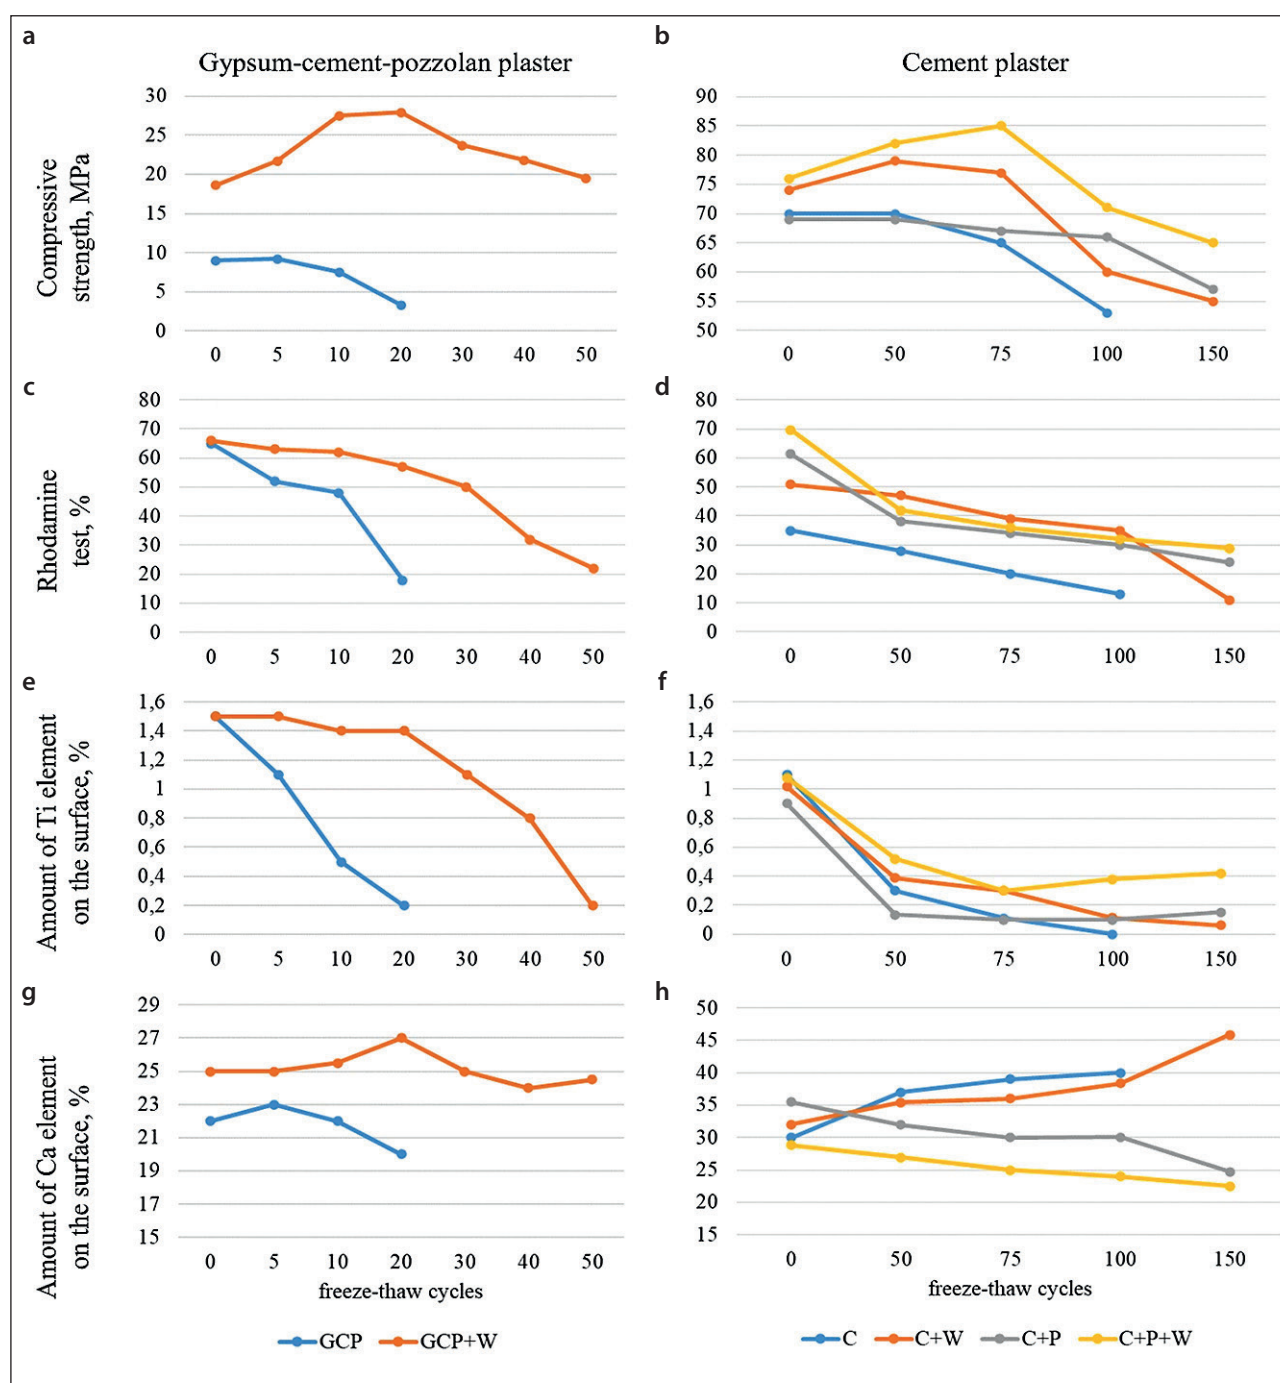 a
Gypsum-cement-pozzolan plaster
Compressive
strength, MPa
30
25
20
15
10
5
0
0 5 10 20 30 40 50
b
Cement plaster
90
85
80
75
70
65
60
55
50
0 50 75 100 150
c
Rhodamine
test, %
80
70
60
50
40
30
20
10
0
0 5 10 20 30 40 50
d
80
70
60
50
40
30
20
10
0
0 50 75 100 150
e
Amount of Ti element
on the surface, %
1,6
1,4
1,2
1
0,8
0,6
0,4
0,2
0
0 5 10 20 30 40 50
f
1,6
1,4
1,2
1
0,8
0,6
0,4
0,2
0
0 50 75 100 150
g
Amount of Ca element
on the surface, %
29
27
25
23
21
19
17
15
0 5 10 20 30 40 50
freeze-thaw cycles
GCP GCP+W
h
50
45
40
35
30
25
20
15
0 50 75 100 150
freeze-thaw cycles
C C+W C+P C+P+W